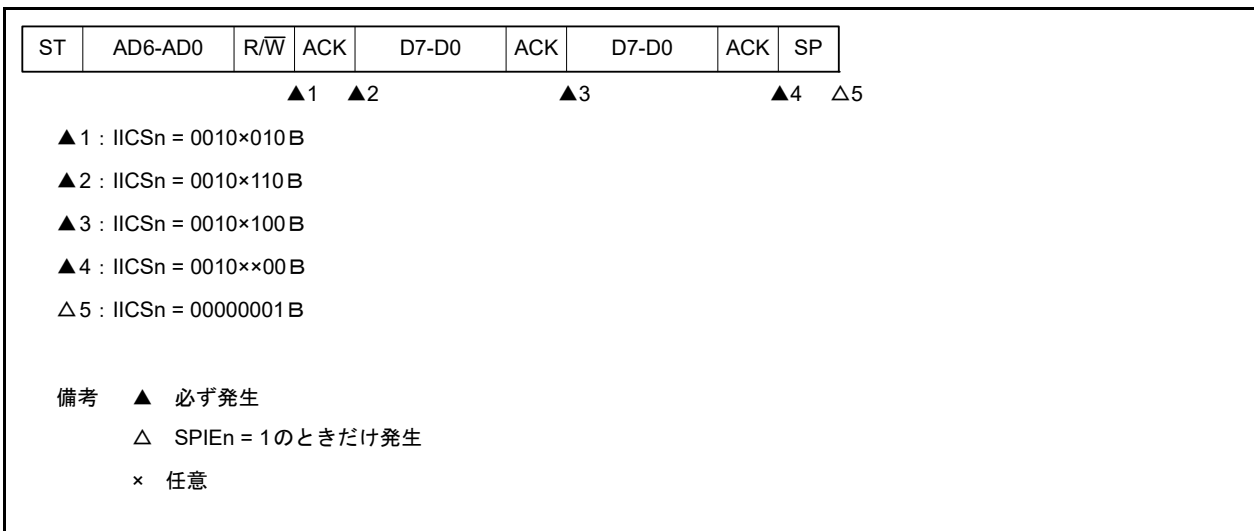 ST AD6-AD0 R/W̅ ACK D7-D0 ACK D7-D0 ACK SP
▲1 ▲2 ▲3 ▲4 △5
▲1：IICSn = 0010×010B
▲2：IICSn = 0010×110B
▲3：IICSn = 0010×100B
▲4：IICSn = 0010××00B
△5：IICSn = 00000001B
備考 ▲ 必ず発生
△ SPIEn = 1のときだけ発生
× 任意